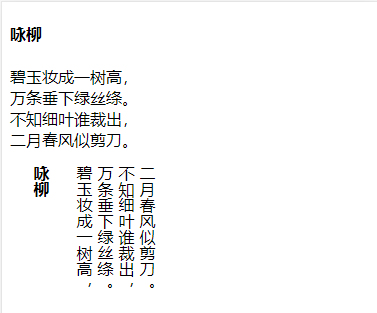 咏柳
碧玉妆成一树高，
万条垂下绿丝绦。
不知细叶谁裁出，
二月春风似剪刀。
咏柳
碧玉妆成一树高，
万条垂下绿丝绦。
不知细叶谁裁出，
二月春风似剪刀。